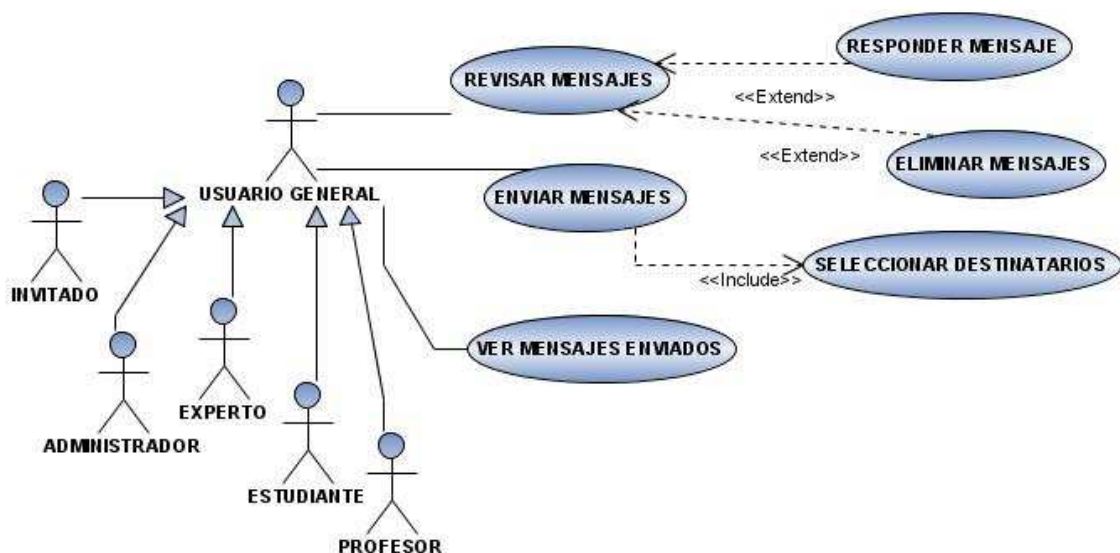 RESPONDER MENSAJE
REVISAR MENSAJES
<<Extend>>
<<Extend>>
ELIMINAR MENSAJES
USUARIO GENERAL
ENVIAR MENSAJES
SELECCIONAR DESTINATARIOS
<<Include>>
INVITADO
VER MENSAJES ENVIADOS
EXPERTO
ADMINISTRADOR
ESTUDIANTE
PROFESOR